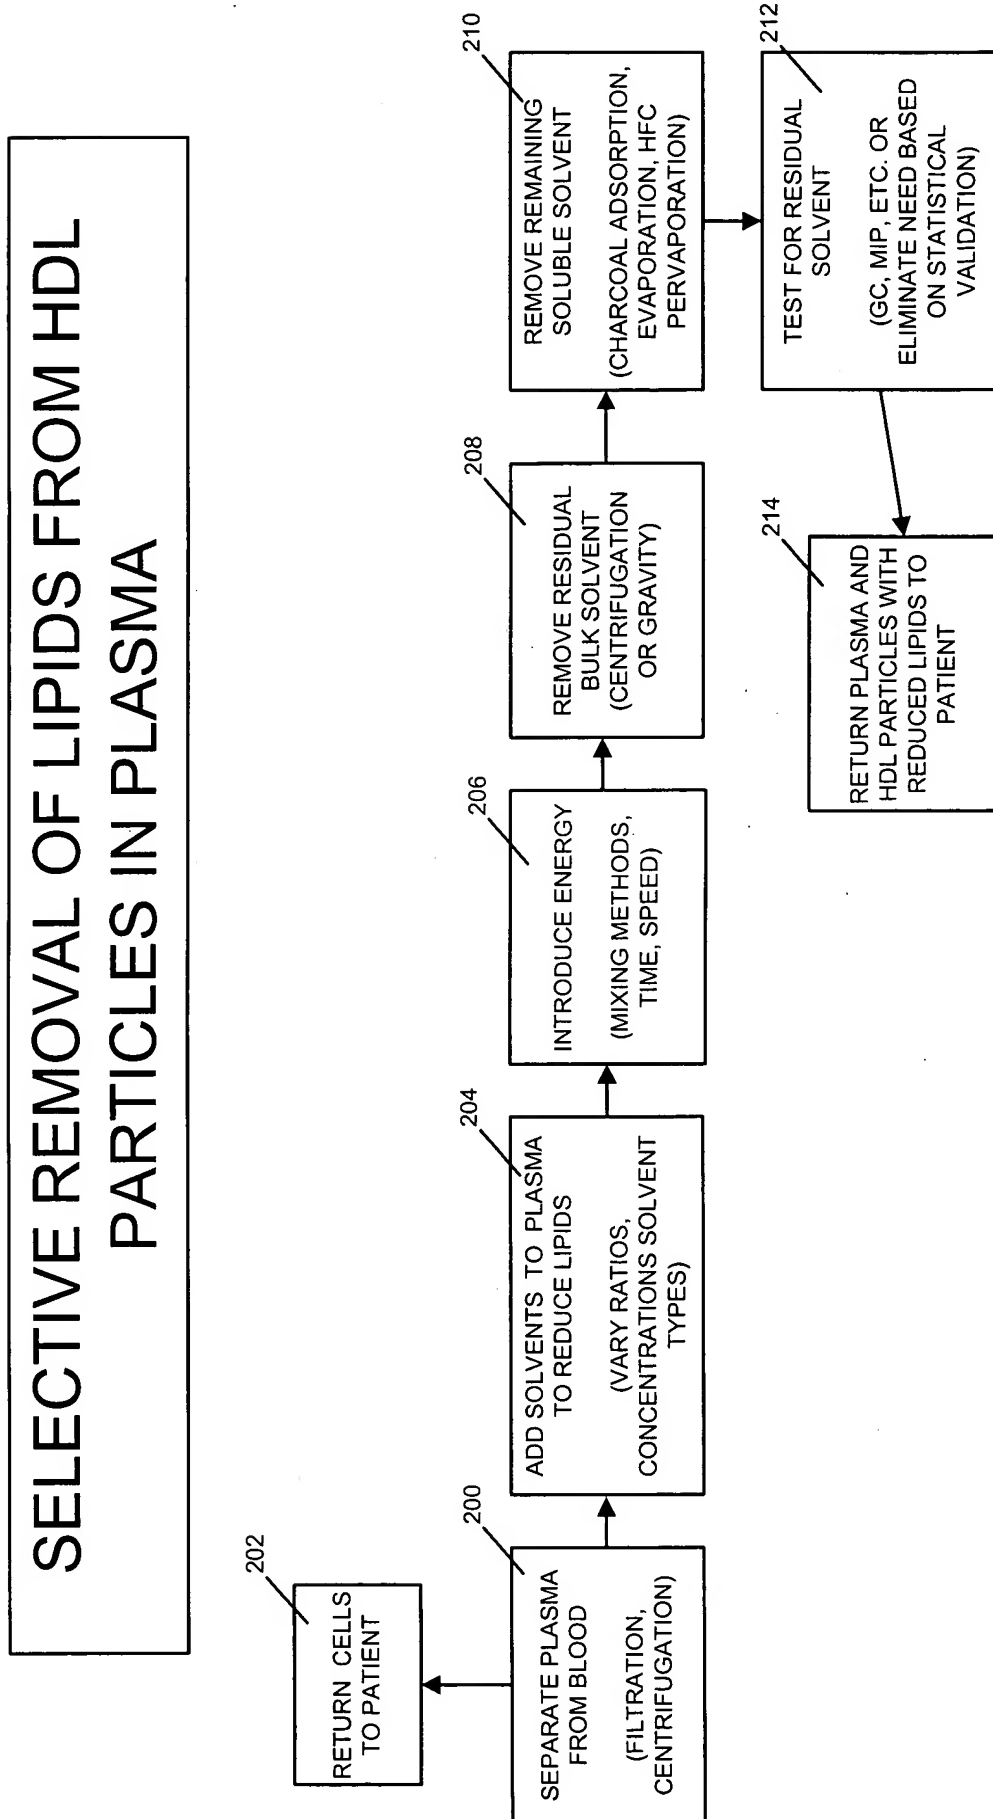 SELECTIVE REMOVAL OF LIPIDS FROM HDL
PARTICLES IN PLASMA
202
RETURN CELLS
TO PATIENT
200
SEPARATE PLASMA
FROM BLOOD
(FILTRATION,
CENTRIFUGATION)
204
ADD SOLVENTS TO PLASMA
TO REDUCE LIPIDS
(VARY RATIOS,
CONCENTRATIONS SOLVENT
TYPES)
206
INTRODUCE ENERGY
(MIXING METHODS,
TIME, SPEED)
208
REMOVE RESIDUAL
BULK SOLVENT
(CENTRIFUGATION
OR GRAVITY)
210
REMOVE REMAINING
SOLUBLE SOLVENT
(CHARCOAL ADSORPTION,
EVAPORATION, HFC
PERVAPORATION)
212
TEST FOR RESIDUAL
SOLVENT
(GC, MIP, ETC. OR
ELIMINATE NEED BASED
ON STATISTICAL
VALIDATION)
214
RETURN PLASMA AND
HDL PARTICLES WITH
REDUCED LIPIDS TO
PATIENT